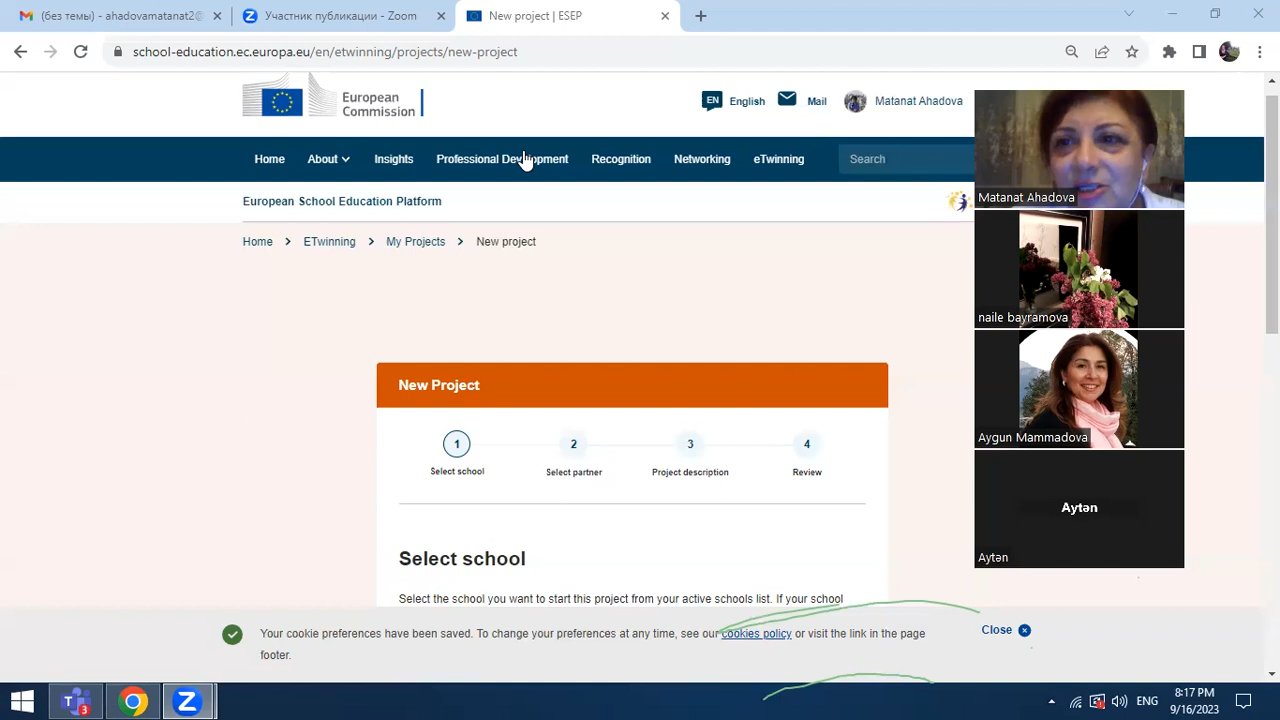 (без темы) - ahadovamatanat2@
Участник публикации - Zoom
New project | ESEP
school-education.ec.europa.eu/en/etwinning/projects/new-project
European
Commission
EN English Mail Matanat Ahadova
Home About Insights Professional Development Recognition Networking eTwinning Search
European School Education Platform
Home ETwinning My Projects New project
Matanat Ahadova
naile bayramova
Aygun Mammadova
Aytən
Aytən
New Project
1 2 3 4
Select school Select partner Project description Review
Select school
Select the school you want to start this project from your active schools list. If your school
Your cookie preferences have been saved. To change your preferences at any time, see our cookies policy or visit the link in the page
footer.
Close
3
Z
ENG
8:17 PM
9/16/2023